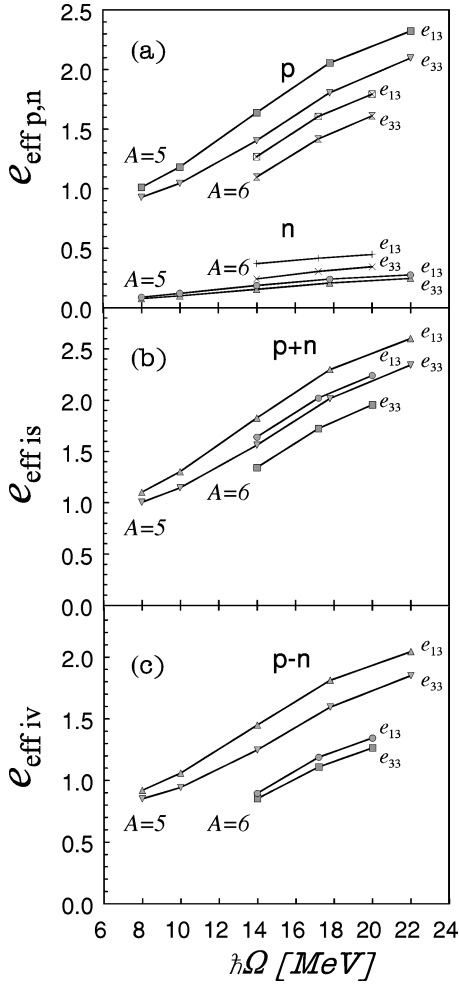 2.5
(a)
p
e13
e33
2.0
e13
1.5
A=5
e33
1.0
A=6
eeff p,n
n
0.5
A=6
e13
e33
A=5
e13
e33
0.0
(b)
p+n
e13
2.5
e13
e33
2.0
e33
1.5
A=6
1.0
A=5
eeff is
0.5
0.0
(c)
p-n
e13
2.0
e33
1.5
e13
e33
1.0
A=5
A=6
eeff iv
0.5
0.0
6 8 10 12 14 16 18 20 22 24
ħΩ [MeV]